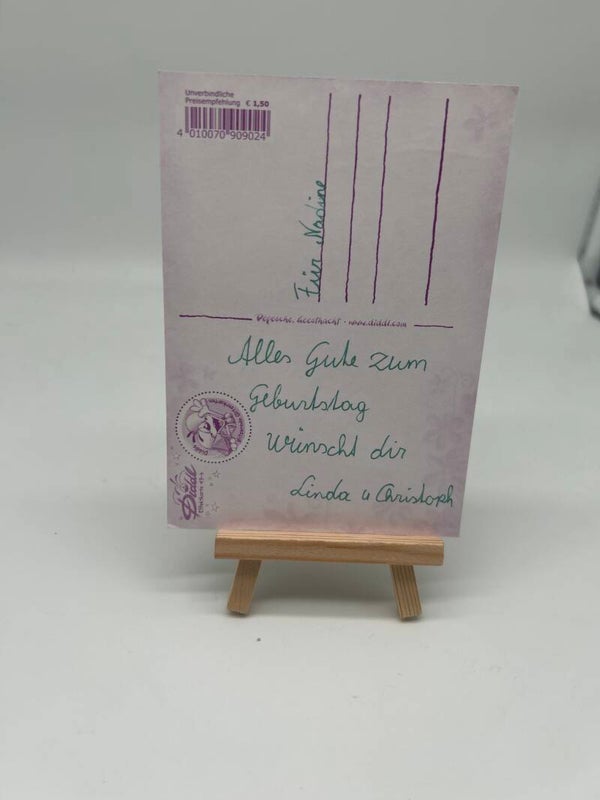 Unverbindliche
Preisempfehlung € 1,50
4 010070 909024
Für Nadine
Depesche, Geesthacht · www.diddl.com
Alles Gute zum
Geburtstag
Wünscht dir
Linda u Christoph
Diddl